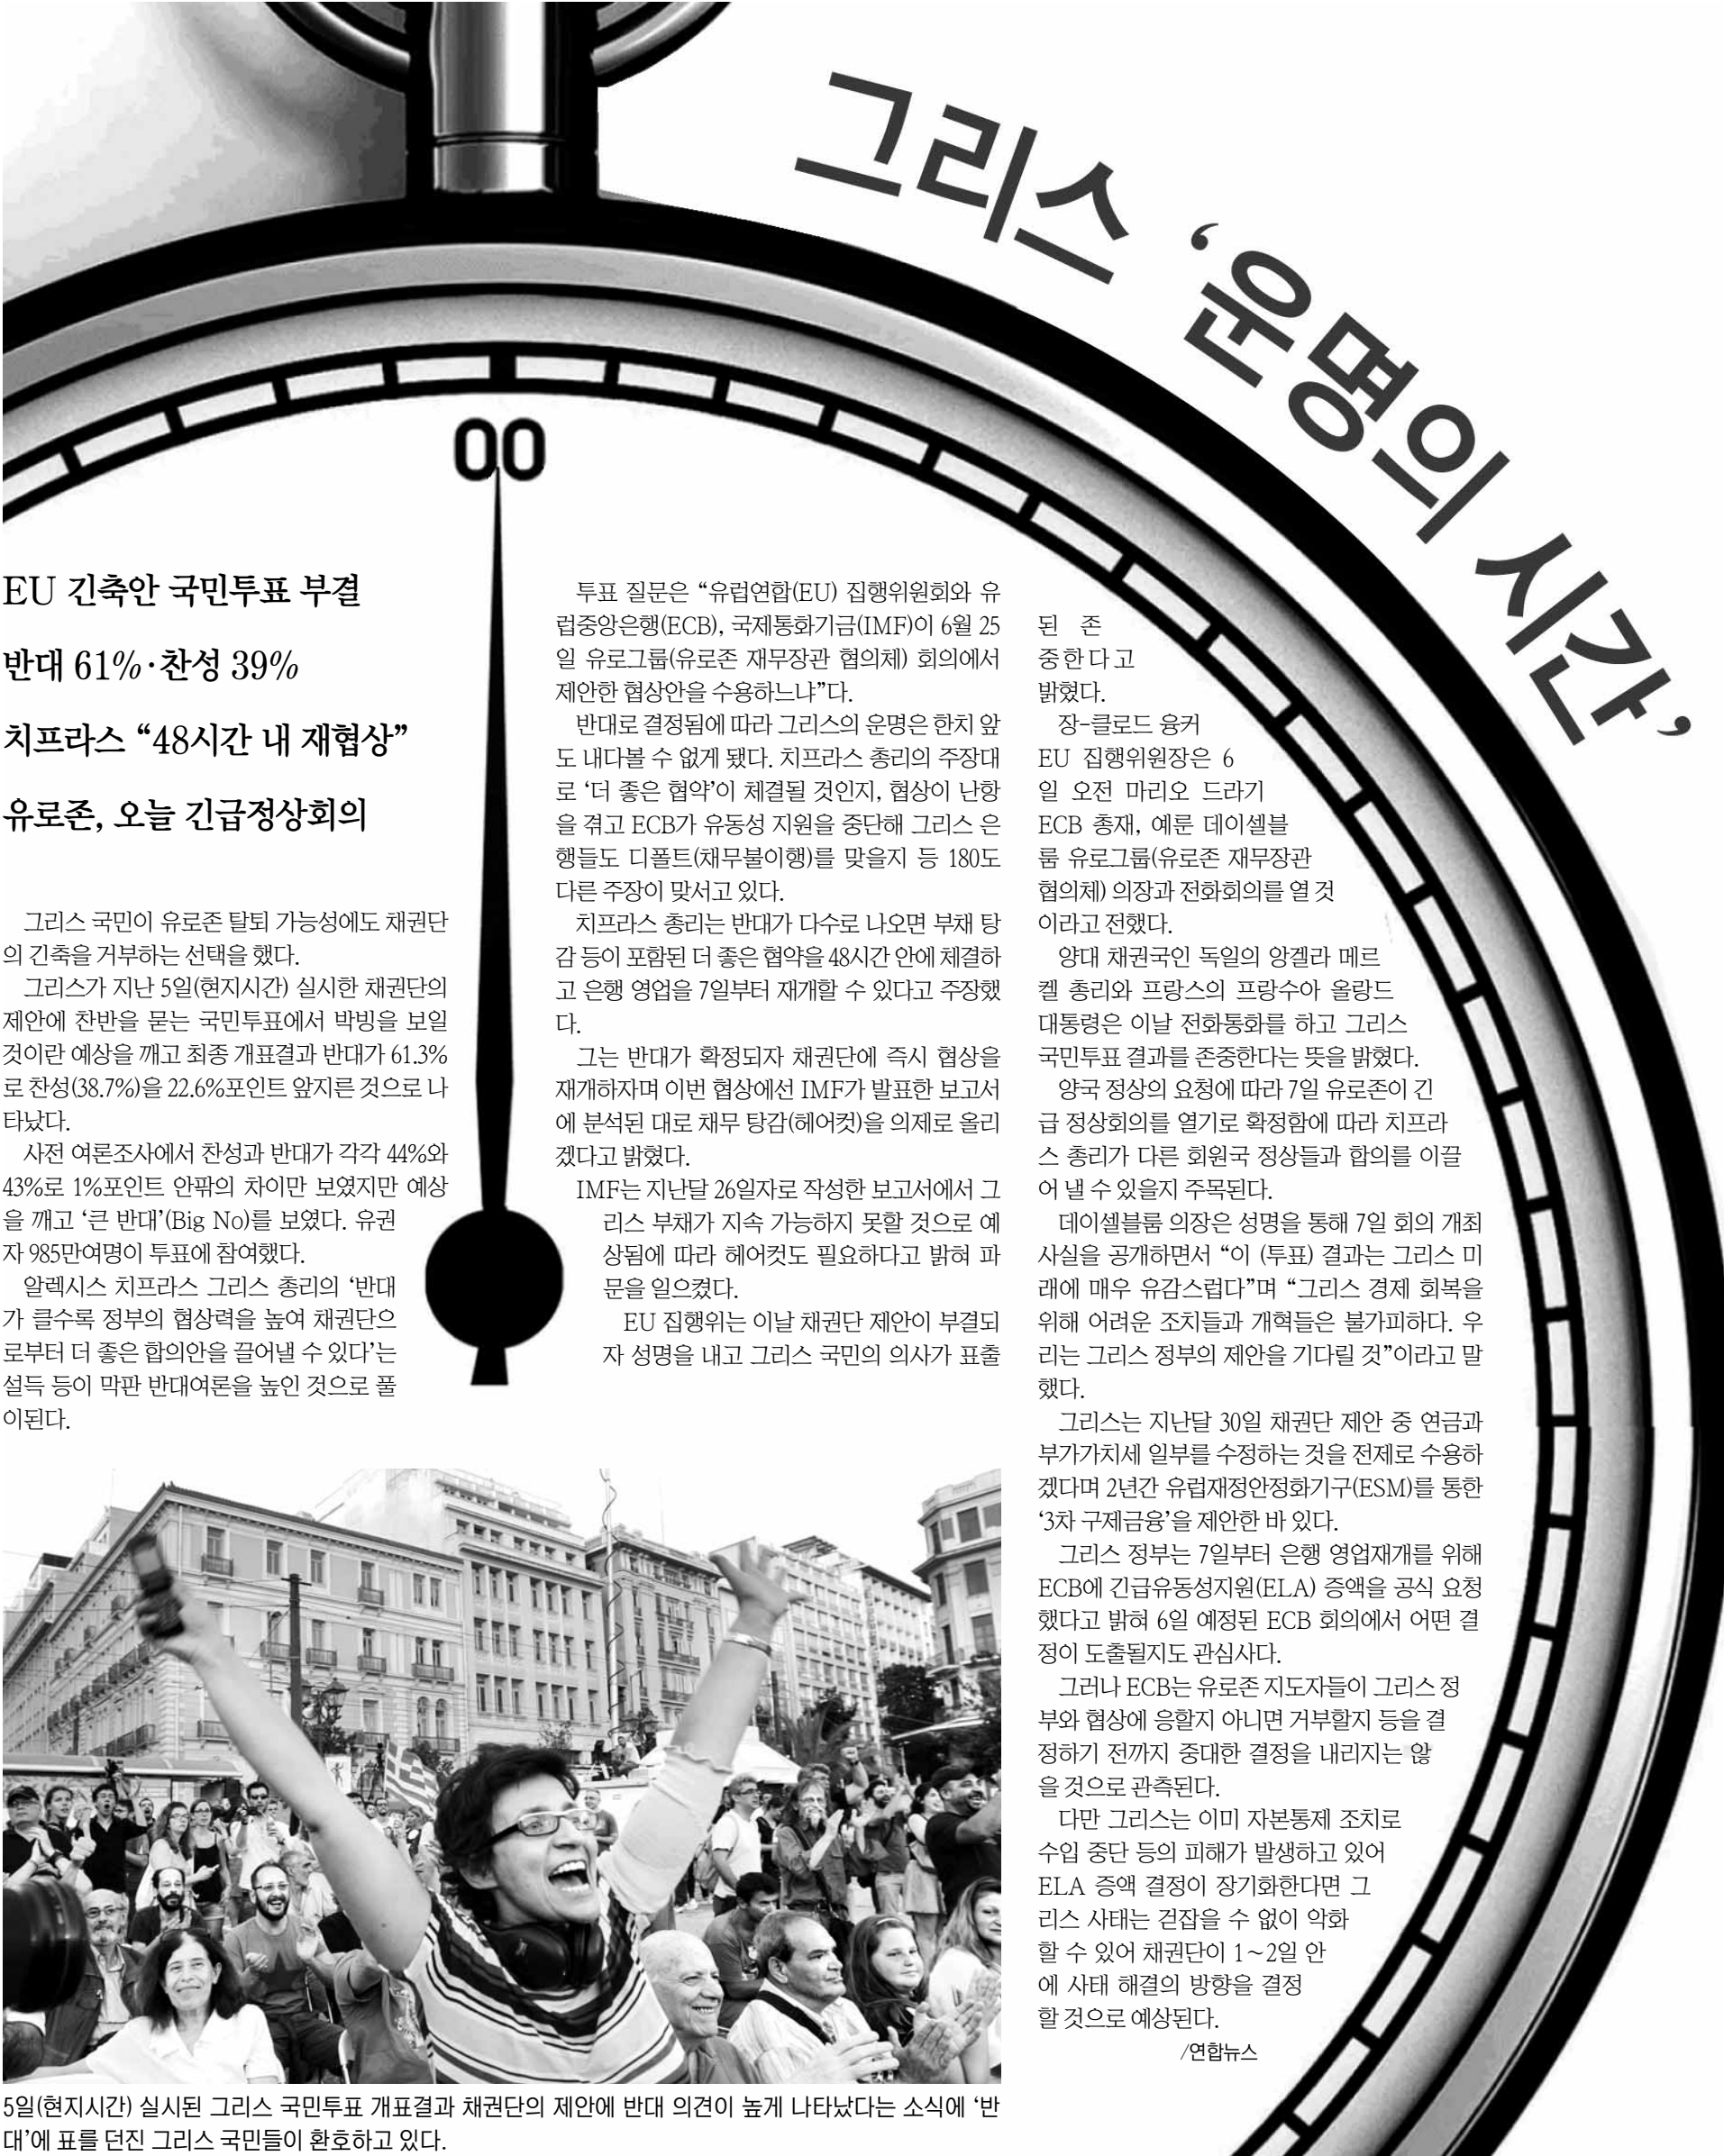 그리스 ‘운명의 시간’
00
EU 긴축안 국민투표 부결
반대 61%·찬성 39%
치프라스 “48시간 내 재협상”
유로존, 오늘 긴급정상회의
그리스 국민이 유로존 탈퇴 가능성에도 채권단
의 긴축을 거부하는 선택을 했다.
그리스가 지난 5일(현지시간) 실시한 채권단의
제안에 찬반을 묻는 국민투표에서 박빙을 보일
것이란 예상을 깨고 최종 개표결과 반대가 61.3%
로 찬성(38.7%)을 22.6%포인트 앞지른 것으로 나
타났다.
사전 여론조사에서 찬성과 반대가 각각 44%와
43%로 1%포인트 안팎의 차이만 보였지만 예상
을 깨고 ‘큰 반대’(Big No)를 보였다. 유권
자 985만여명이 투표에 참여했다.
알렉시스 치프라스 그리스 총리의 ‘반대
가 클수록 정부의 협상력을 높여 채권단으
로부터 더 좋은 합의안을 끌어낼 수 있다’는
설득 등이 막판 반대여론을 높인 것으로 풀
이된다.
투표 질문은 “유럽연합(EU) 집행위원회와 유
럽중앙은행(ECB), 국제통화기금(IMF)이 6월 25
일 유로그룹(유로존 재무장관 협의체) 회의에서
제안한 협상안을 수용하느냐”다.
반대로 결정됨에 따라 그리스의 운명은 한치 앞
도 내다볼 수 없게 됐다. 치프라스 총리의 주장대
로 ‘더 좋은 협약’이 체결될 것인지, 협상이 난항
을 겪고 ECB가 유동성 지원을 중단해 그리스 은
행들도 디폴트(채무불이행)를 맞을지 등 180도
다른 주장이 맞서고 있다.
치프라스 총리는 반대가 다수로 나오면 부채 탕
감 등이 포함된 더 좋은 협약을 48시간 안에 체결하
고 은행 영업을 7일부터 재개할 수 있다고 주장했
다.
그는 반대가 확정되자 채권단에 즉시 협상을
재개하자며 이번 협상에선 IMF가 발표한 보고서
에 분석된 대로 채무 탕감(헤어컷)을 의제로 올리
겠다고 밝혔다.
IMF는 지난달 26일자로 작성한 보고서에서 그
리스 부채가 지속 가능하지 못할 것으로 예
상됨에 따라 헤어컷도 필요하다고 밝혀 파
문을 일으켰다.
EU 집행위는 이날 채권단 제안이 부결되
자 성명을 내고 그리스 국민의 의사가 표출
된 존
중한다고
밝혔다.
장-클로드 융커
EU 집행위원장은 6
일 오전 마리오 드라기
ECB 총재, 예룬 데이셀블
룸 유로그룹(유로존 재무장관
협의체) 의장과 전화회의를 열 것
이라고 전했다.
양대 채권국인 독일의 앙겔라 메르
켈 총리와 프랑스의 프랑수아 올랑드
대통령은 이날 전화통화를 하고 그리스
국민투표 결과를 존중한다는 뜻을 밝혔다.
양국 정상의 요청에 따라 7일 유로존이 긴
급 정상회의를 열기로 확정함에 따라 치프라
스 총리가 다른 회원국 정상들과 합의를 이끌
어 낼 수 있을지 주목된다.
데이셀블룸 의장은 성명을 통해 7일 회의 개최
사실을 공개하면서 “이 (투표) 결과는 그리스 미
래에 매우 유감스럽다”며 “그리스 경제 회복을
위해 어려운 조치들과 개혁들은 불가피하다. 우
리는 그리스 정부의 제안을 기다릴 것”이라고 말
했다.
그리스는 지난달 30일 채권단 제안 중 연금과
부가가치세 일부를 수정하는 것을 전제로 수용하
겠다며 2년간 유럽재정안정화기구(ESM)를 통한
‘3차 구제금융’을 제안한 바 있다.
그리스 정부는 7일부터 은행 영업재개를 위해
ECB에 긴급유동성지원(ELA) 증액을 공식 요청
했다고 밝혀 6일 예정된 ECB 회의에서 어떤 결
정이 도출될지도 관심사다.
그러나 ECB는 유로존 지도자들이 그리스 정
부와 협상에 응할지 아니면 거부할지 등을 결
정하기 전까지 중대한 결정을 내리지는 않
을 것으로 관측된다.
다만 그리스는 이미 자본통제 조치로
수입 중단 등의 피해가 발생하고 있어
ELA 증액 결정이 장기화한다면 그
리스 사태는 걷잡을 수 없이 악화
할 수 있어 채권단이 1~2일 안
에 사태 해결의 방향을 결정
할 것으로 예상된다.
/연합뉴스
5일(현지시간) 실시된 그리스 국민투표 개표결과 채권단의 제안에 반대 의견이 높게 나타났다는 소식에 ‘반
대’에 표를 던진 그리스 국민들이 환호하고 있다.